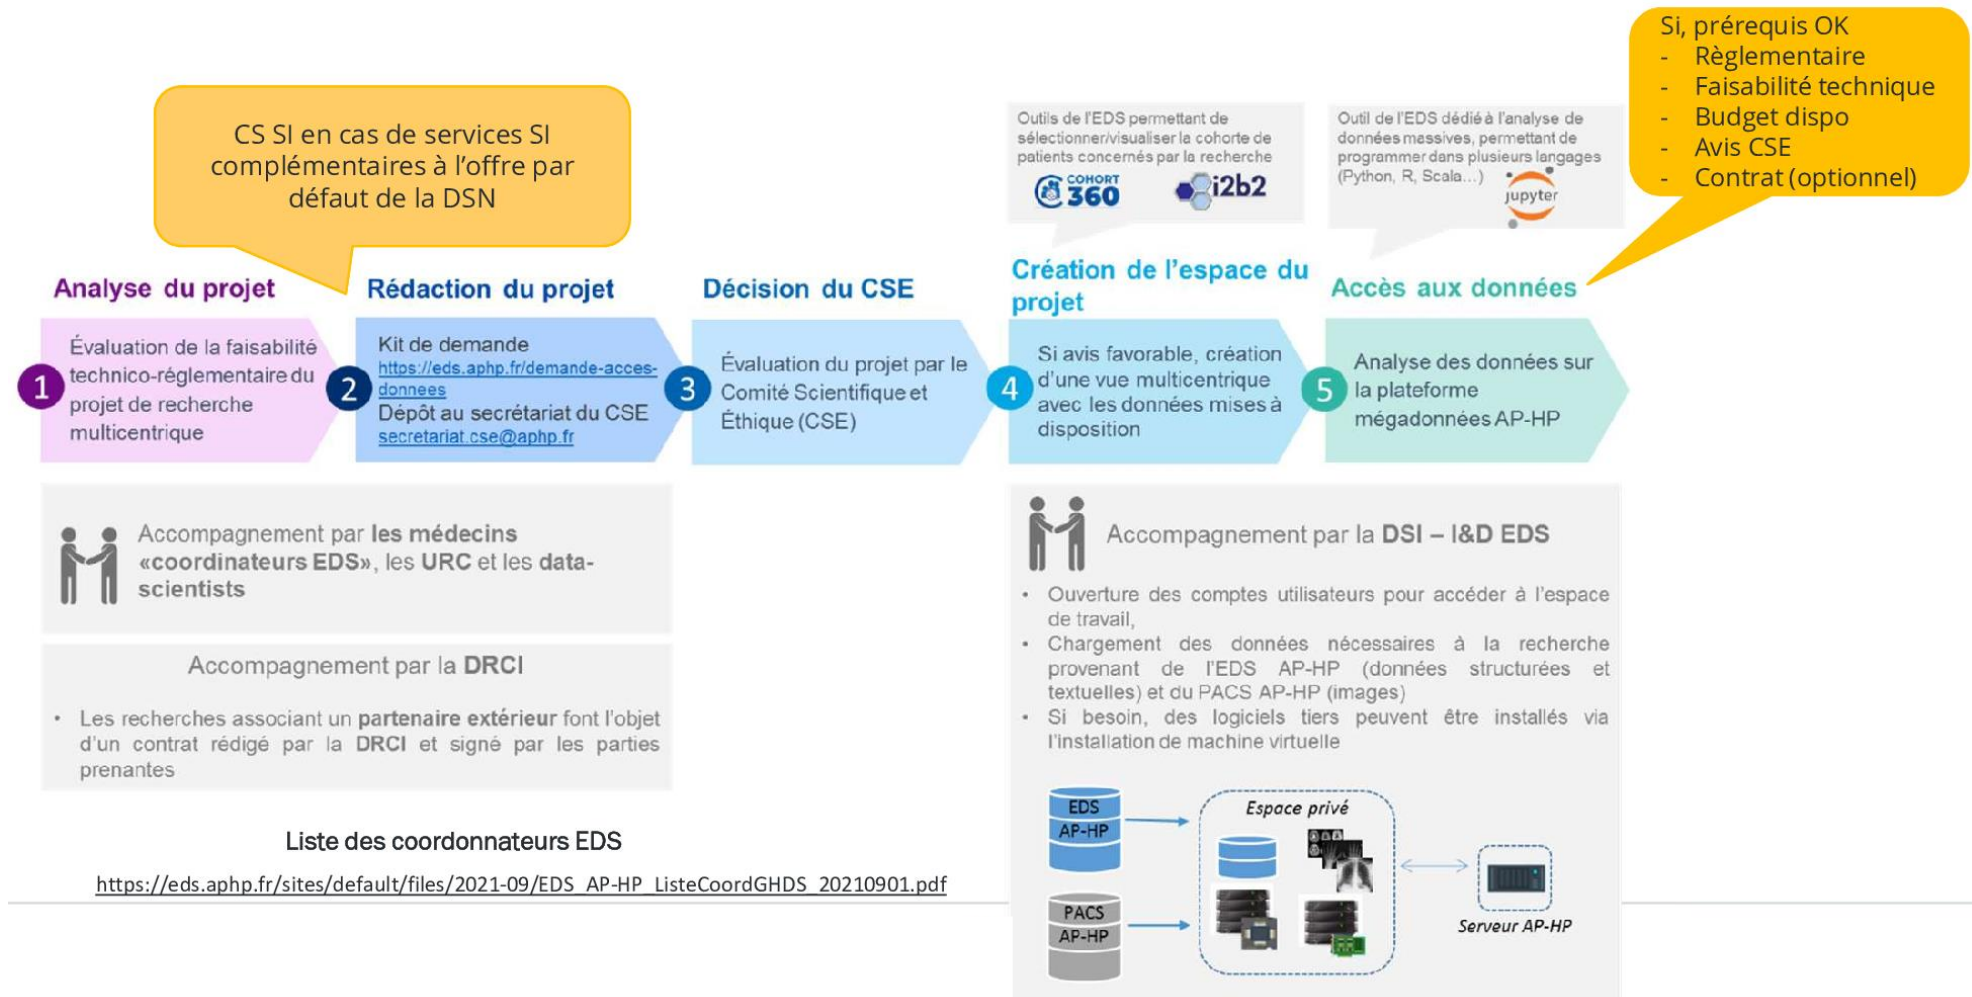 Si, prérequis OK
- Règlementaire
- Faisabilité technique
- Budget dispo
- Avis CSE
- Contrat (optionnel)
CS SI en cas de services SI
complémentaires à l'offre par
défaut de la DSN
Outils de l'EDS permettant de
sélectionner/visualiser la cohorte de
patients concernés par la recherche
COHORT
360
i2b2
Outil de l'EDS dédié à l'analyse de
données massives, permettant de
programmer dans plusieurs langages
(Python, R, Scala...)
jupyter
Analyse du projet
1
Évaluation de la faisabilité
technico-réglementaire du
projet de recherche
multicentrique
Rédaction du projet
2
Kit de demande
https://eds.aphp.fr/demande-acces-
donnees
Dépôt au secrétariat du CSE
secretariat.cse@aphp.fr
Décision du CSE
3
Évaluation du projet par le
Comité Scientifique et
Éthique (CSE)
Création de l'espace du
projet
4
Si avis favorable, création
d'une vue multicentrique
avec les données mises à
disposition
Accès aux données
5
Analyse des données sur
la plateforme
mégadonnées AP-HP
Accompagnement par les médecins
«coordinateurs EDS», les URC et les data-
scientists
Accompagnement par la DRCI
• Les recherches associant un partenaire extérieur font l'objet
d'un contrat rédigé par la DRCI et signé par les parties
prenantes
Liste des coordonnateurs EDS
https://eds.aphp.fr/sites/default/files/2021-09/EDS_AP-HP_ListeCoordGHDS_20210901.pdf
Accompagnement par la DSI – I&D EDS
• Ouverture des comptes utilisateurs pour accéder à l'espace
de travail,
• Chargement des données nécessaires à la recherche
provenant de l'EDS AP-HP (données structurées et
textuelles) et du PACS AP-HP (images)
• Si besoin, des logiciels tiers peuvent être installés via
l'installation de machine virtuelle
EDS
AP-HP
PACS
AP-HP
Espace privé
Serveur AP-HP